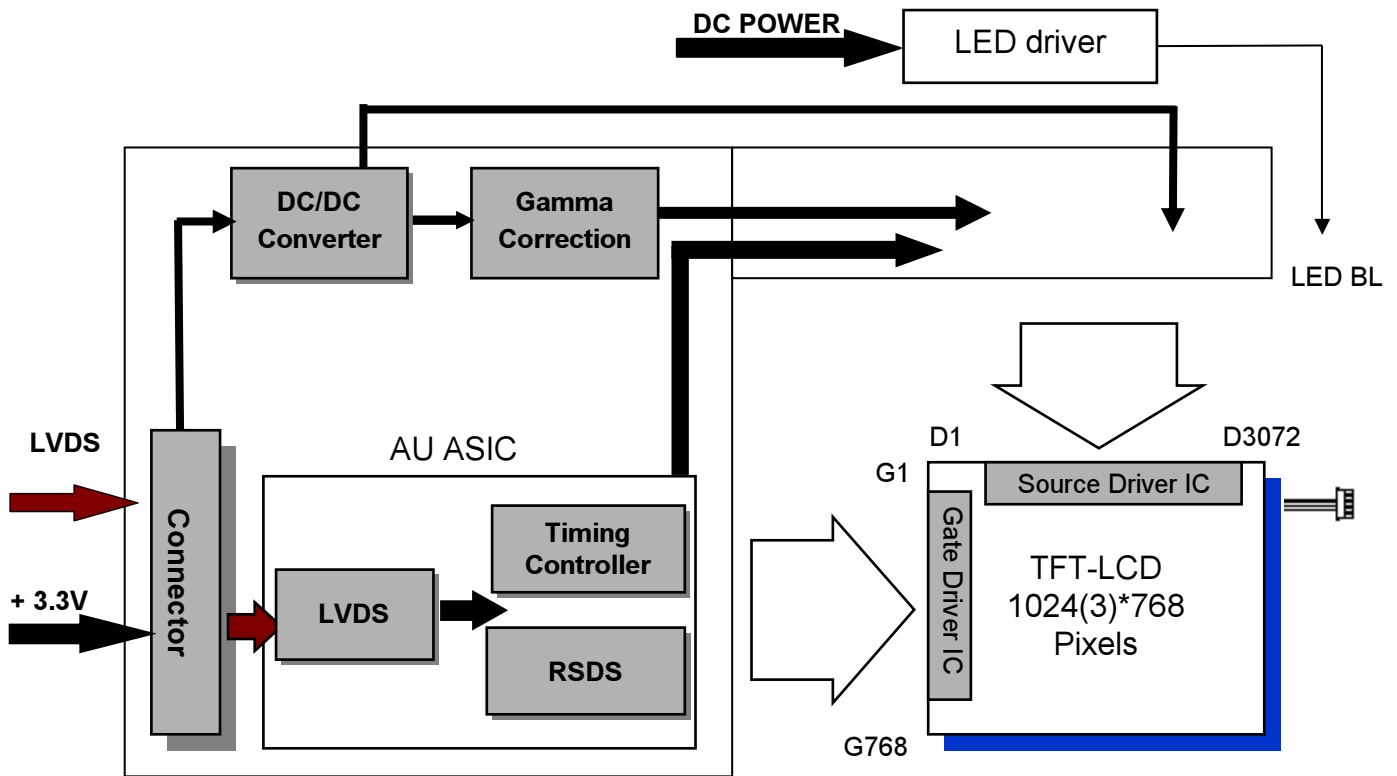 DC POWER
LED driver
DC/DC
Converter
Gamma
Correction
LED BL
LVDS
+ 3.3V
Connector
AU ASIC
LVDS
Timing
Controller
RSDS
D1
D3072
G1
G768
Source Driver IC
Gate Driver IC
TFT-LCD
1024(3)*768
Pixels